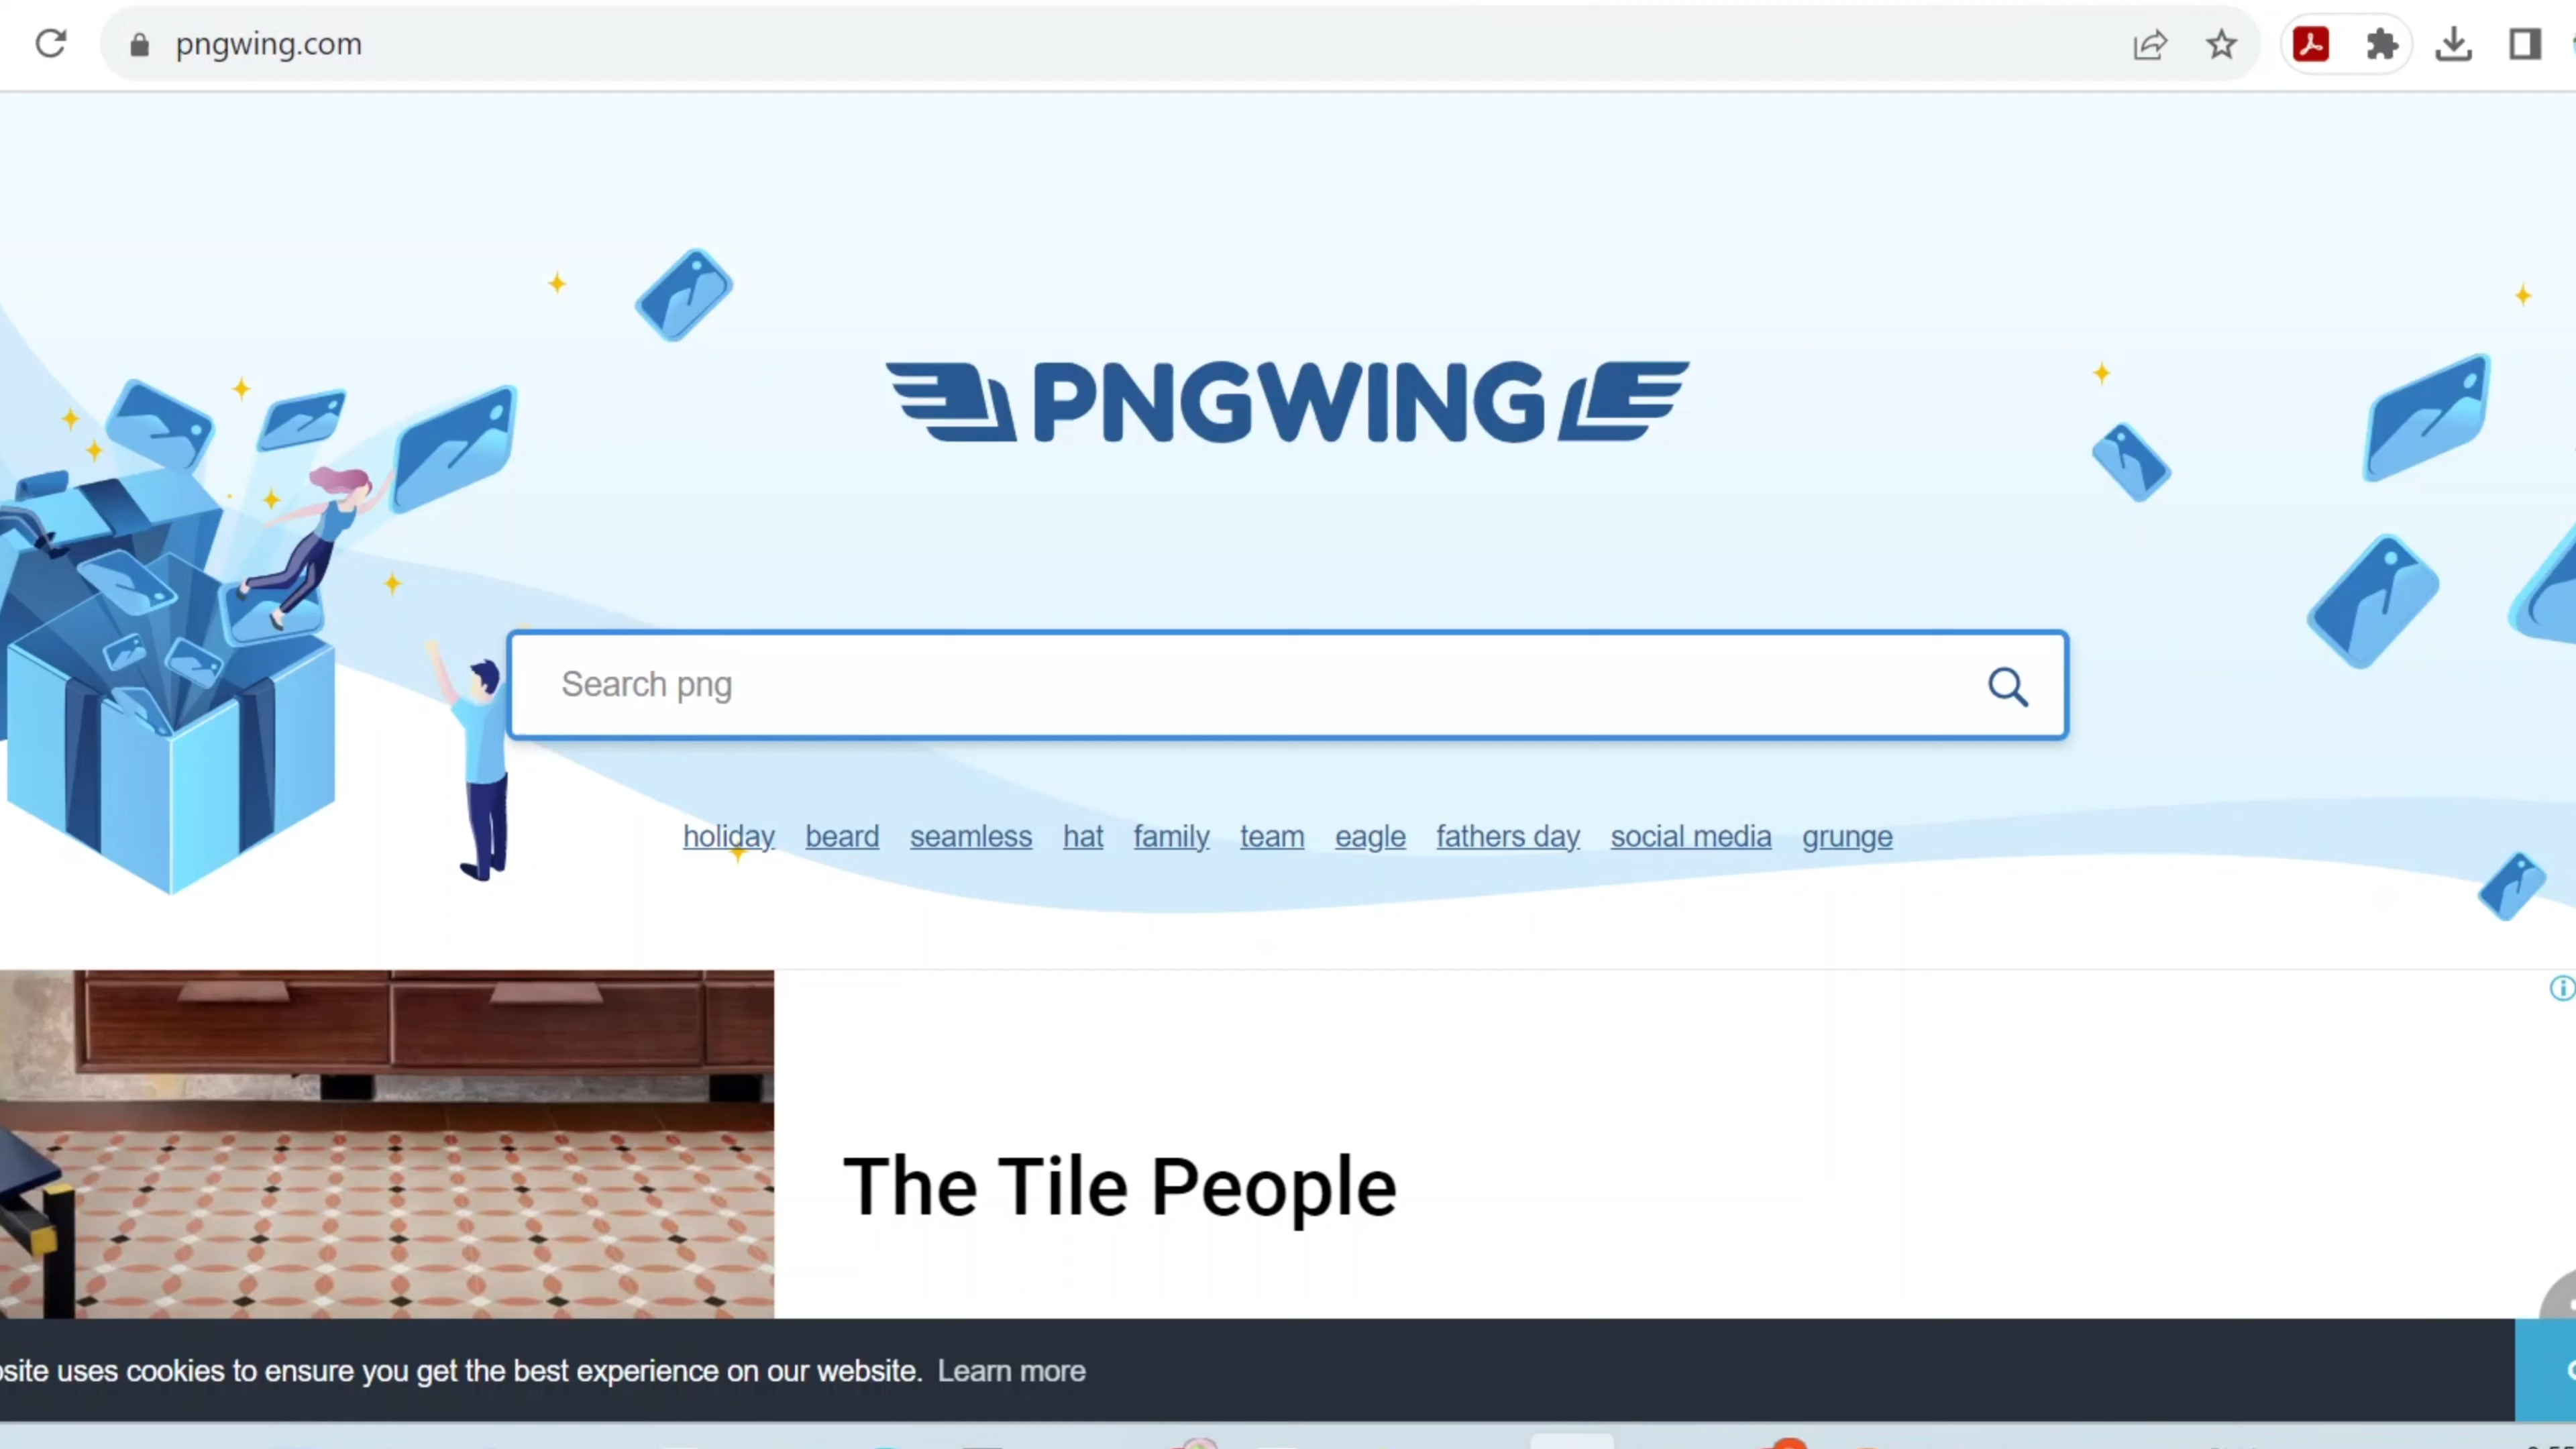 pngwing.com
PNGWING
Search png
holiday beard seamless hat family team eagle fathers day social media grunge
The Tile People
uses cookies to ensure you get the best experience on our website. Learn more